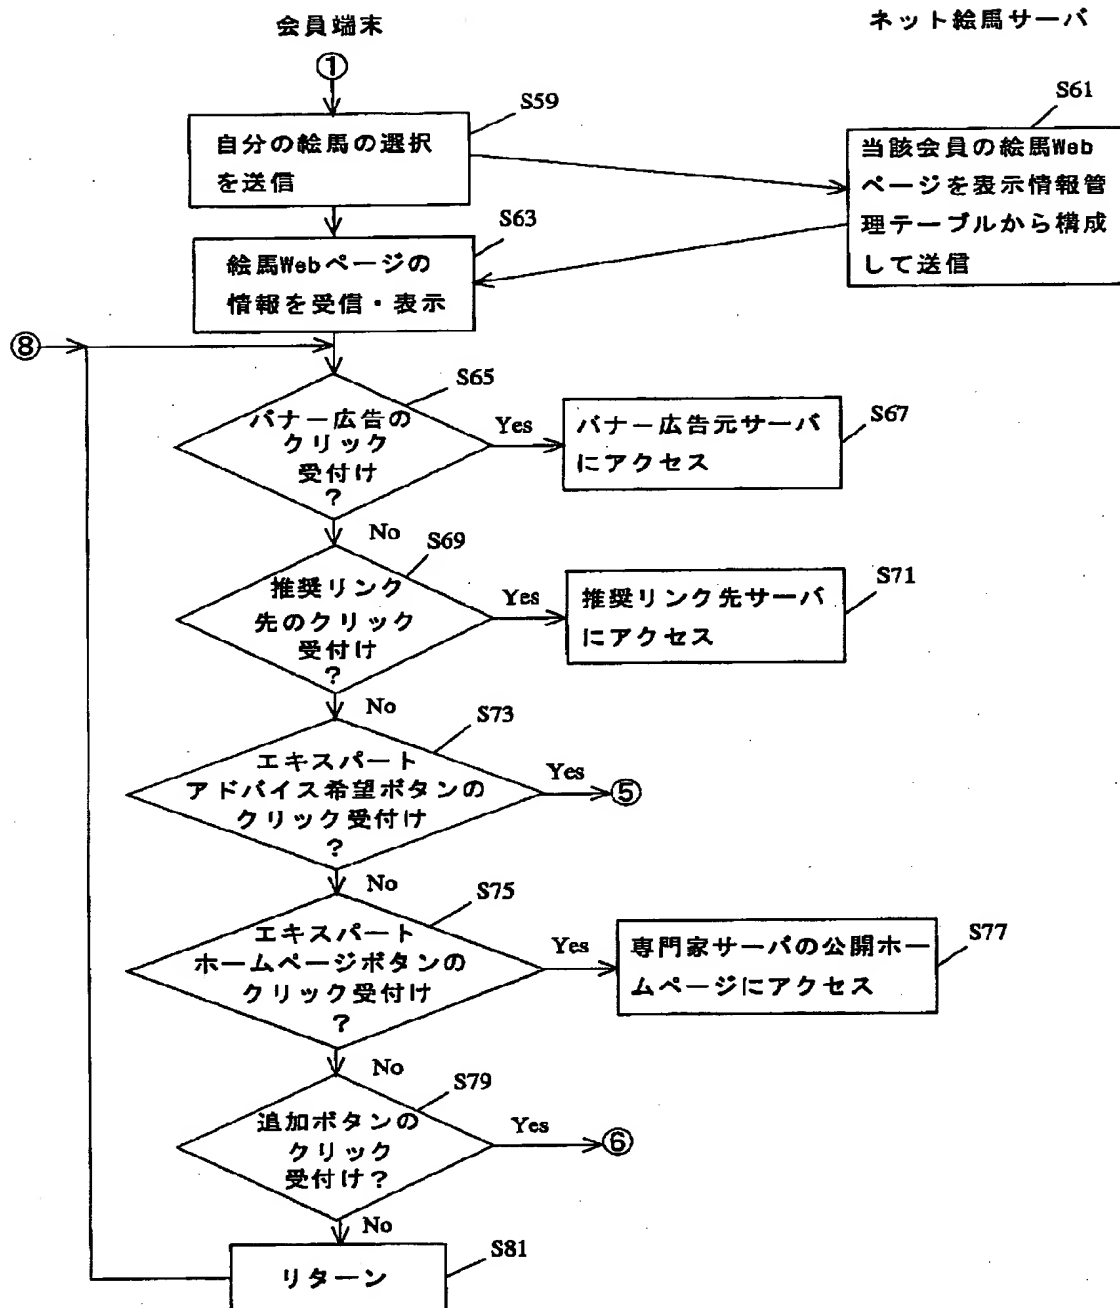 会員端末
ネット絵馬サーバ
①
S59
自分の絵馬の選択
を送信
S61
当該会員の絵馬Web
ページを表示情報管
理テーブルから構成
して送信
S63
絵馬Webページの
情報を受信・表示
⑧
S65
バナー広告の
クリック
受付け
?
Yes
S67
バナー広告元サーバ
にアクセス
No
S69
推奨リンク
先のクリック
受付け
?
Yes
S71
推奨リンク先サーバ
にアクセス
No
S73
エキスパート
アドバイス希望ボタンの
クリック受付け
?
Yes
⑤
No
S75
エキスパート
ホームページボタンの
クリック受付け
?
Yes
S77
専門家サーバの公開ホー
ムページにアクセス
No
S79
追加ボタンの
クリック
受付け?
Yes
⑥
No
S81
リターン